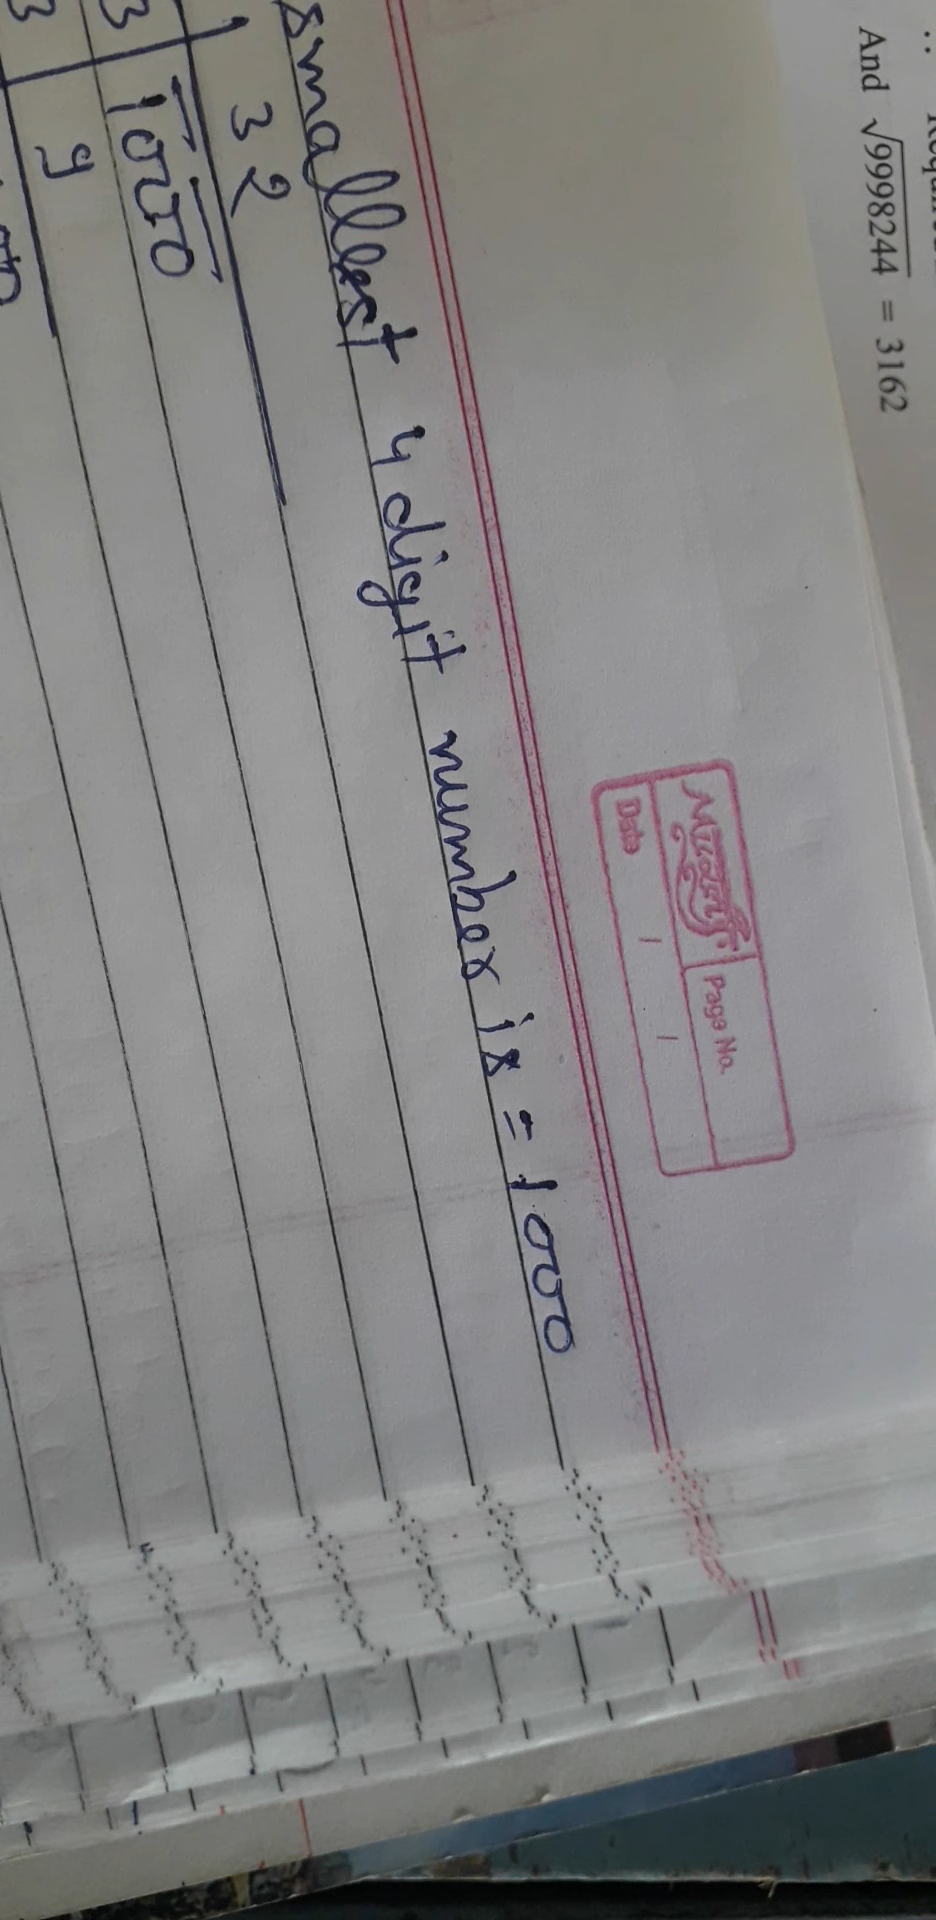 And √9998244 = 3162
Page No.
Date
smallest 4 digit number is = 1000
32
3 1000
3 9